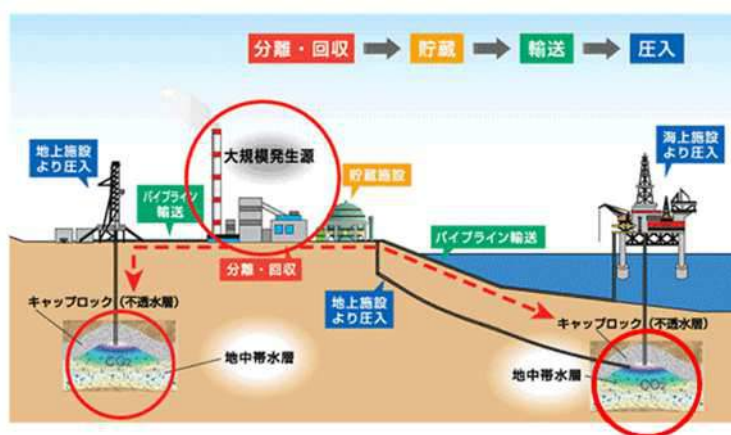 分離・回収
貯蔵
輸送
圧入
大規模発生源
地上施設
より圧入
海上施設
より圧入
貯蔵施設
パイプライン
輸送
パイプライン輸送
分離・回収
地上施設
より圧入
キャップロック(不透水層)
キャップロック(不透水層)
CO2
地中帯水層
地中帯水層
CO2